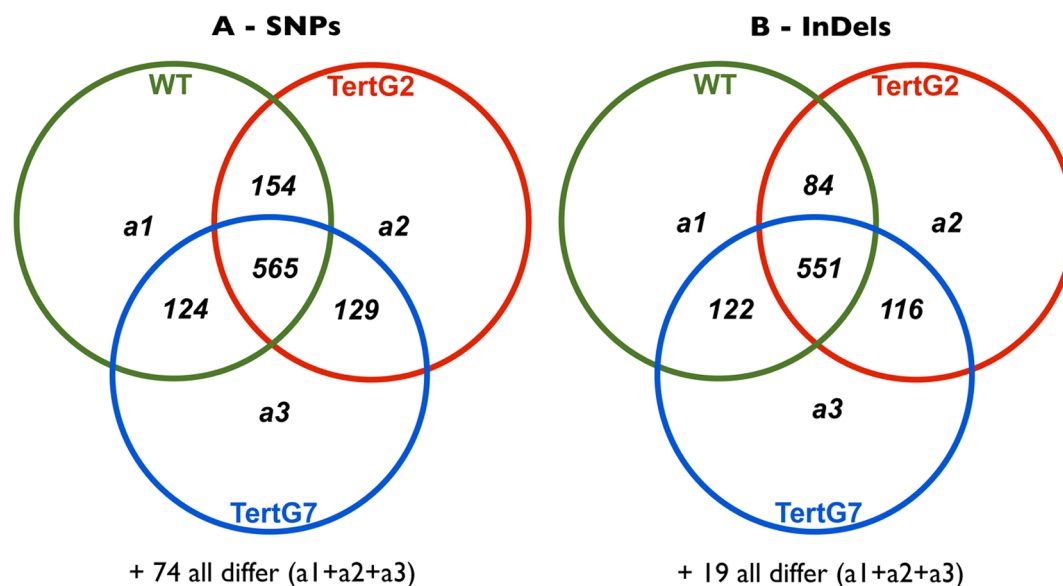 A - SNPs
WT
TertG2
154
a1
a2
565
124
129
a3
TertG7
+ 74 all differ (a1+a2+a3)
B - InDels
WT
TertG2
84
a1
a2
551
122
116
a3
TertG7
+ 19 all differ (a1+a2+a3)